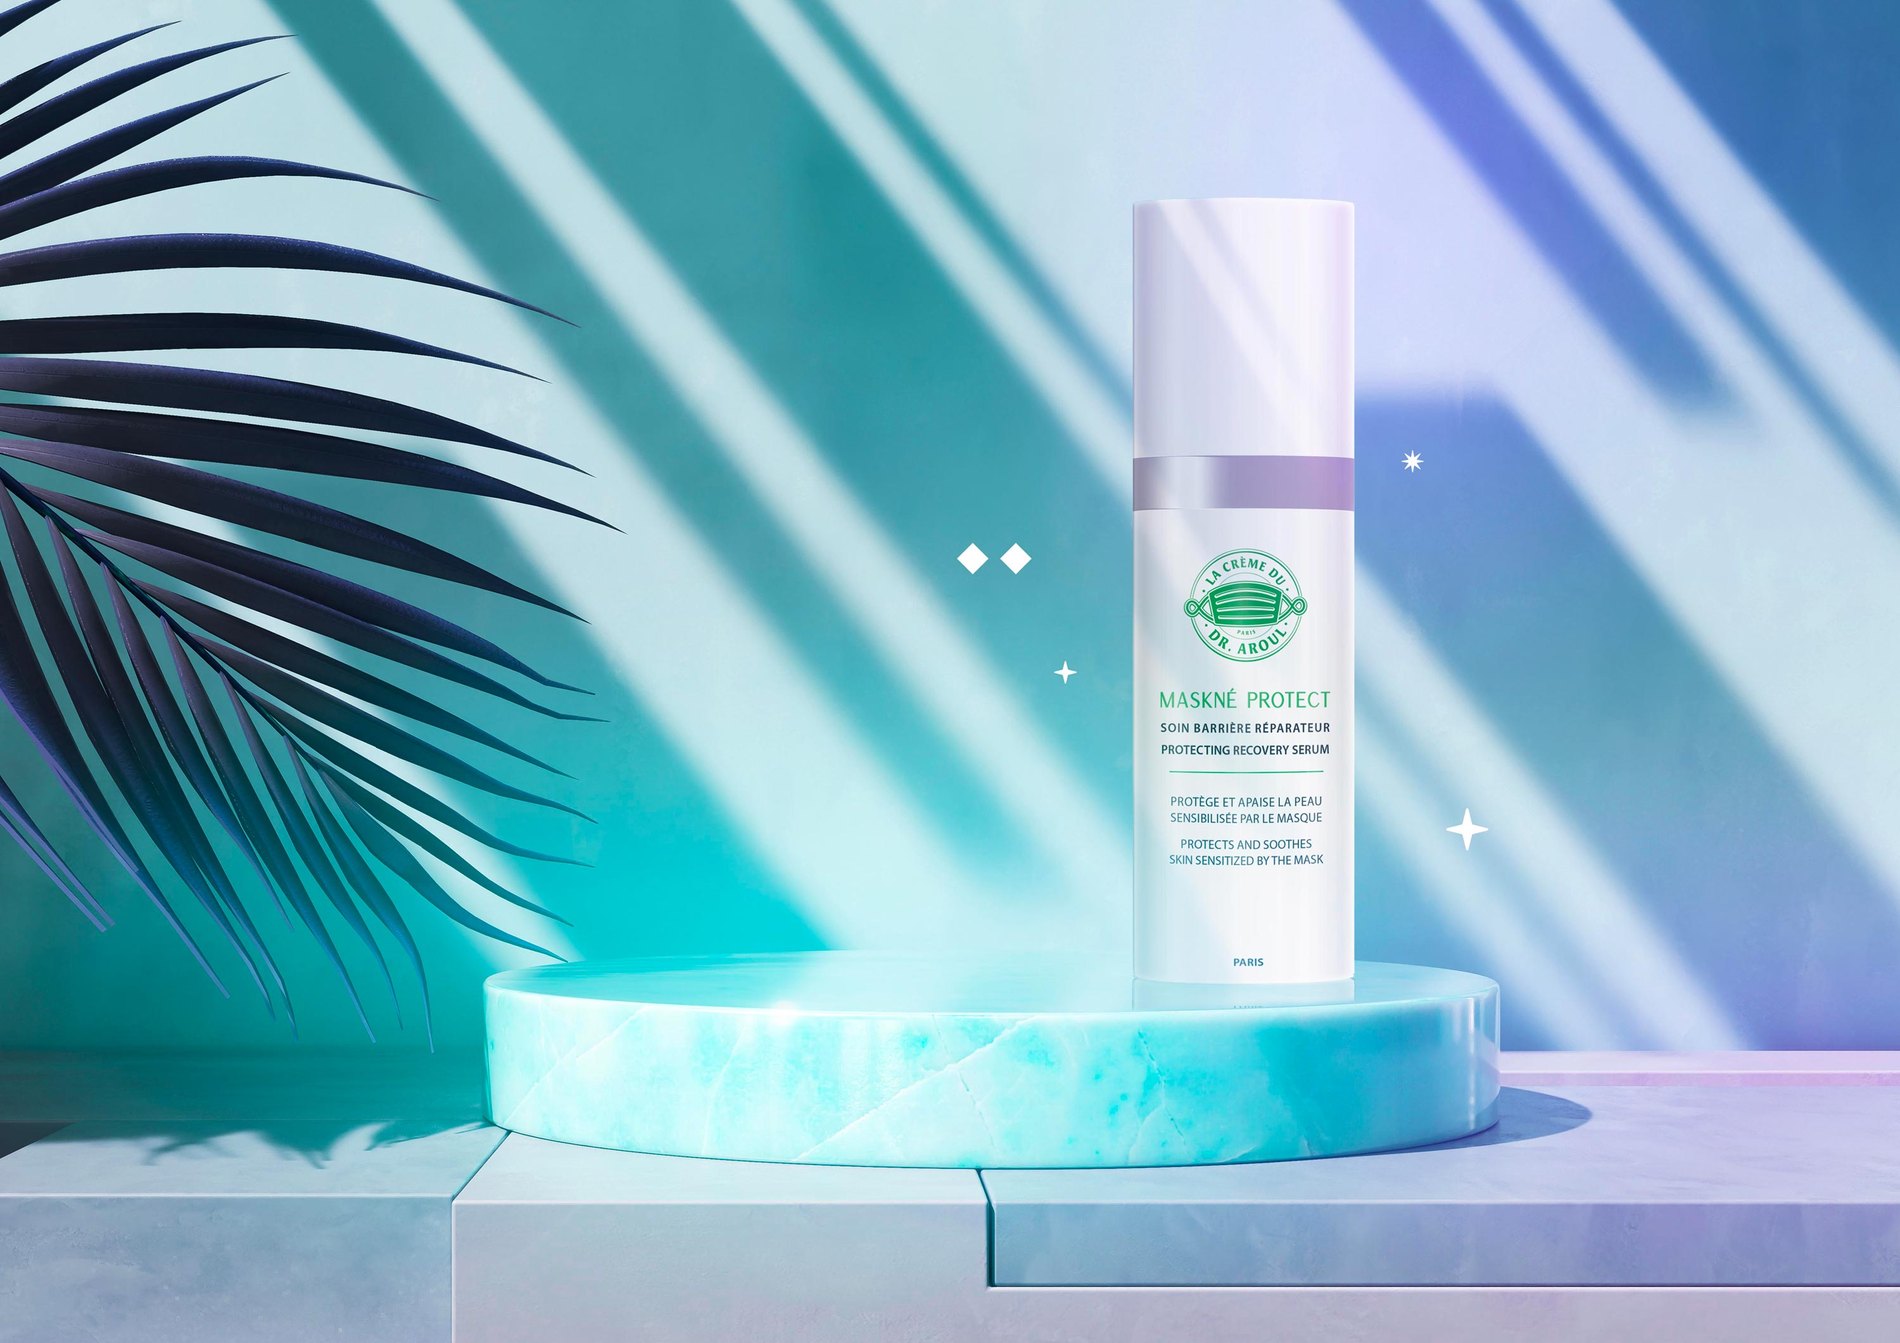 LA CRÈME DU
PARIS
DR. AROUL
MASKNÉ PROTECT
SOIN BARRIÈRE RÉPARATEUR
PROTECTING RECOVERY SERUM
PROTÈGE ET APAISE LA PEAU
SENSIBILISÉE PAR LE MASQUE
PROTECTS AND SOOTHES
SKIN SENSITIZED BY THE MASK
PARIS